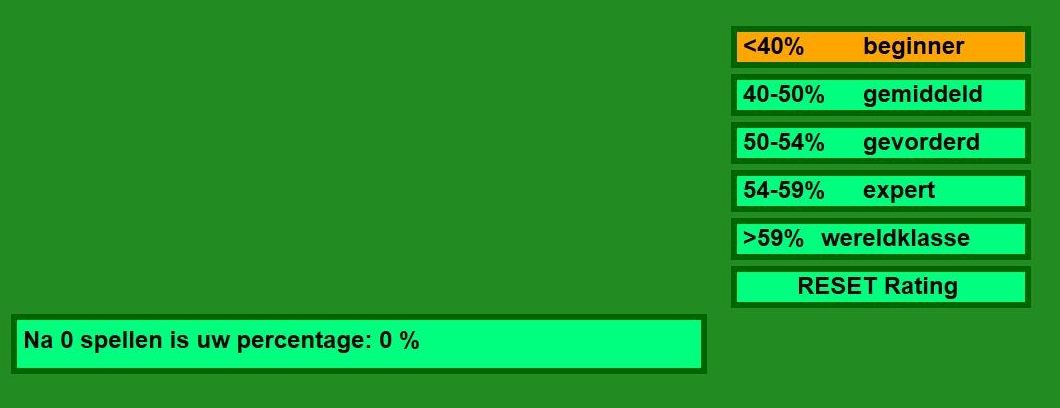 <40% beginner
40-50% gemiddeld
50-54% gevorderd
54-59% expert
>59% wereldklasse
RESET Rating
Na 0 spellen is uw percentage: 0 %